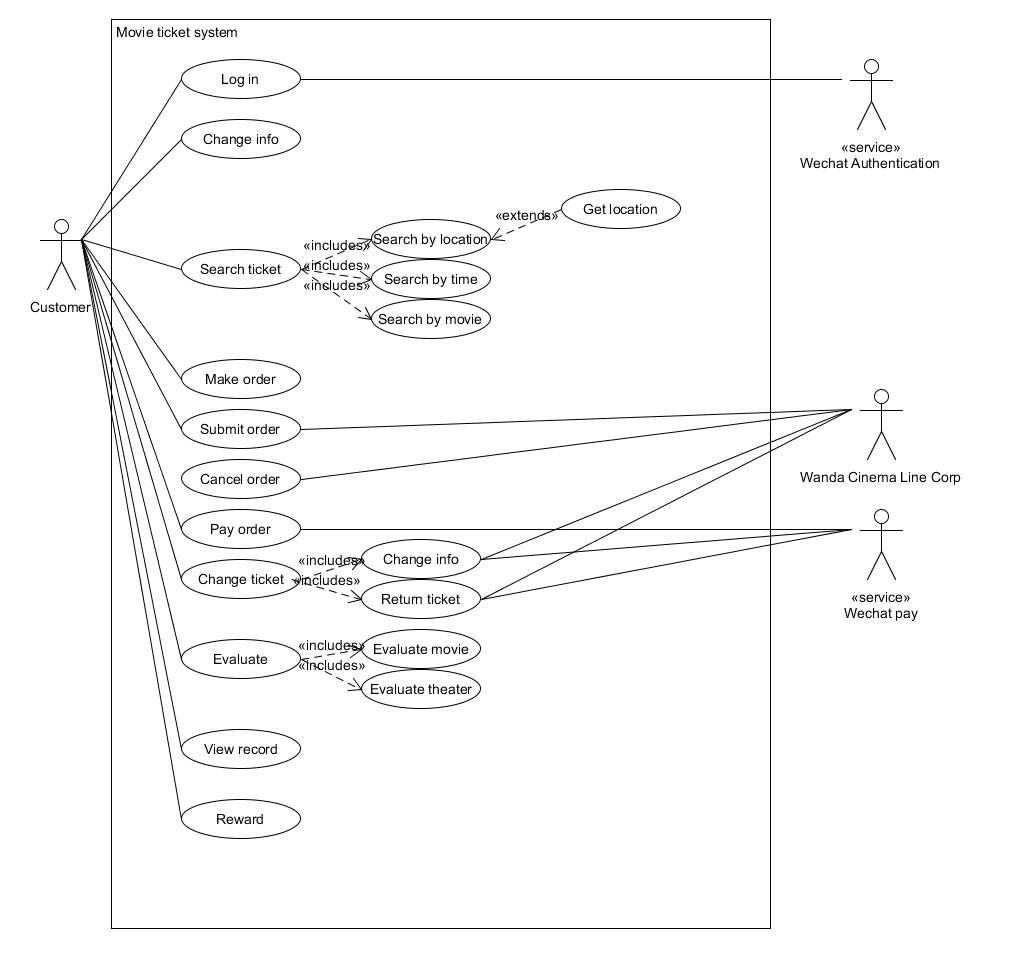 Movie ticket system
Log in
«service»
Wechat Authentication
Change info
Get location
«extends»
Customer
Search ticket
«includes»
«includes»
«includes»
Search by location
Search by time
Search by movie
Make order
Submit order
Cancel order
Wanda Cinema Line Corp
Pay order
Change ticket
«includes»
«includes»
Change info
Return ticket
«service»
Wechat pay
Evaluate
«includes»
«includes»
Evaluate movie
Evaluate theater
View record
Reward